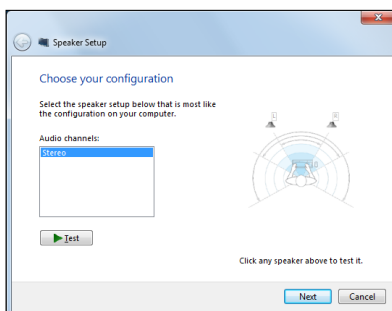 Speaker Setup
Choose your configuration
Select the speaker setup below that is most like
the configuration on your computer.
Audio channels:
Stereo
L
R
Test
Click any speaker above to test it.
Next
Cancel